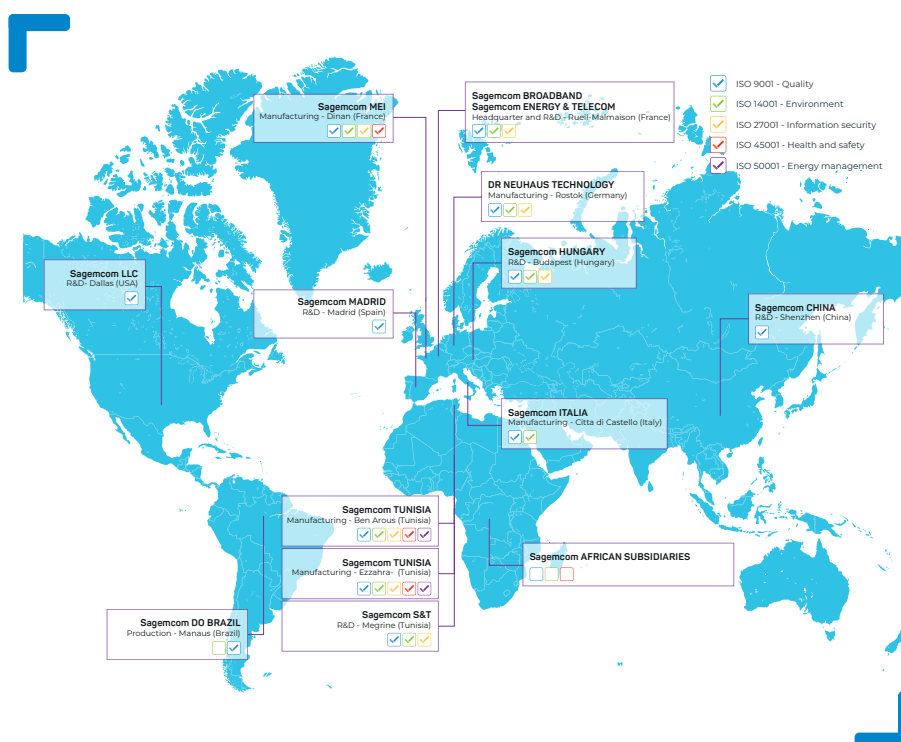 Sagemcom MEI
Manufacturing - Dinan (France)
Sagemcom BROADBAND
Sagemcom ENERGY & TELECOM
Headquarter and R&D - Rueil-Malmaison (France)
ISO 9001 - Quality
ISO 14001 - Environment
ISO 27001 - Information security
ISO 45001 - Health and safety
ISO 50001 - Energy management
DR NEUHAUS TECHNOLOGY
Manufacturing - Rostok (Germany)
Sagemcom HUNGARY
R&D - Budapest (Hungary)
Sagemcom LLC
R&D- Dallas (USA)
Sagemcom MADRID
R&D - Madrid (Spain)
Sagemcom CHINA
R&D - Shenzhen (China)
Sagemcom ITALIA
Manufacturing - Citta di Castello (Italy)
Sagemcom TUNISIA
Manufacturing - Ben Arous (Tunisia)
Sagemcom AFRICAN SUBSIDIARIES
Sagemcom TUNISIA
Manufacturing - Ezzahra- (Tunisia)
Sagemcom S&T
R&D - Megrine (Tunisia)
Sagemcom DO BRAZIL
Production - Manaus (Brazil)